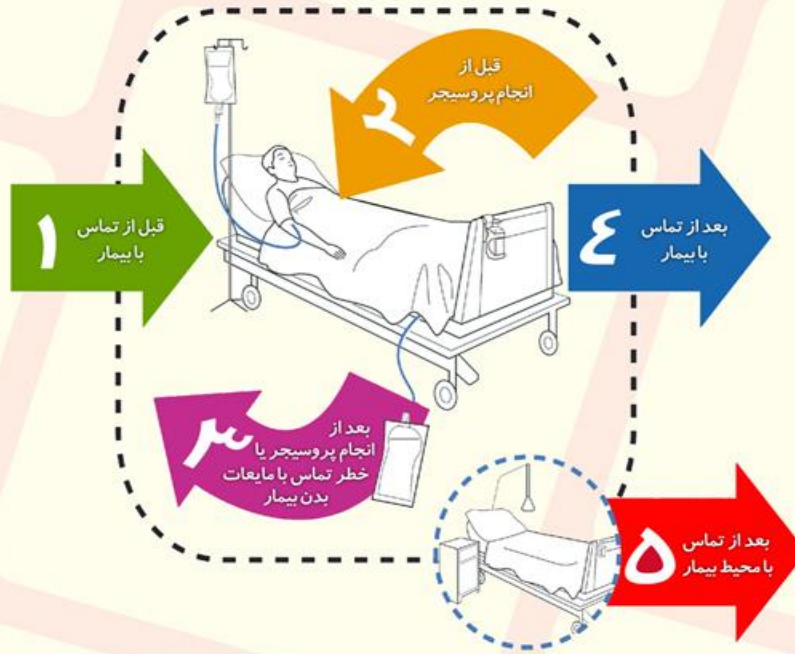 ۱
قبل از تماس
با بیمار
۲
قبل از
انجام پروسیجر
۳
بعد از
انجام پروسیجر یا
خطر تماس با مایعات
بدن بیمار
٤
بعد از تماس
با بیمار
۵
بعد از تماس
با محیط بیمار